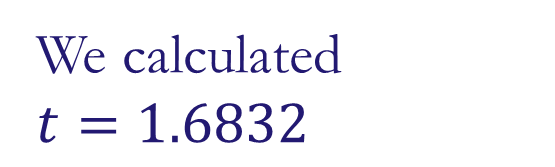 We calculated
𝑡 = 1.6832